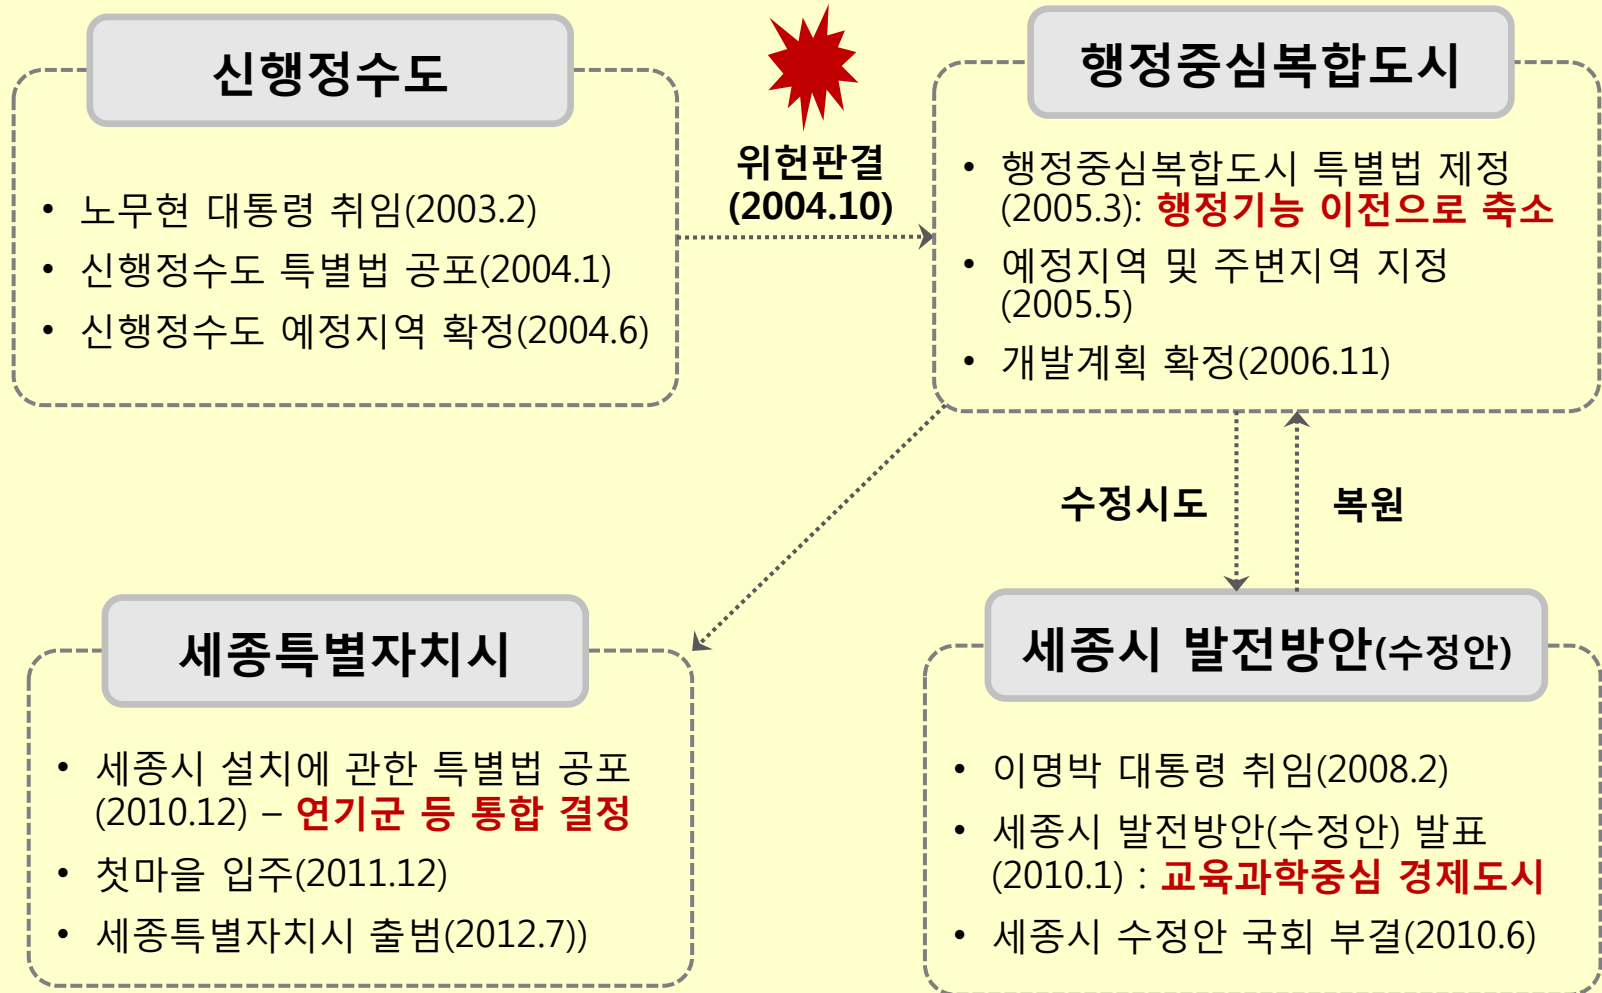 신행정수도
• 노무현 대통령 취임(2003.2)
• 신행정수도 특별법 공포(2004.1)
• 신행정수도 예정지역 확정(2004.6)
위헌판결
(2004.10)
행정중심복합도시
• 행정중심복합도시 특별법 제정
(2005.3): 행정기능 이전으로 축소
• 예정지역 및 주변지역 지정
(2005.5)
• 개발계획 확정(2006.11)
수정시도
복원
세종특별자치시
• 세종시 설치에 관한 특별법 공포
(2010.12) – 연기군 등 통합 결정
• 첫마을 입주(2011.12)
• 세종특별자치시 출범(2012.7))
세종시 발전방안(수정안)
• 이명박 대통령 취임(2008.2)
• 세종시 발전방안(수정안) 발표
(2010.1) : 교육과학중심 경제도시
• 세종시 수정안 국회 부결(2010.6)